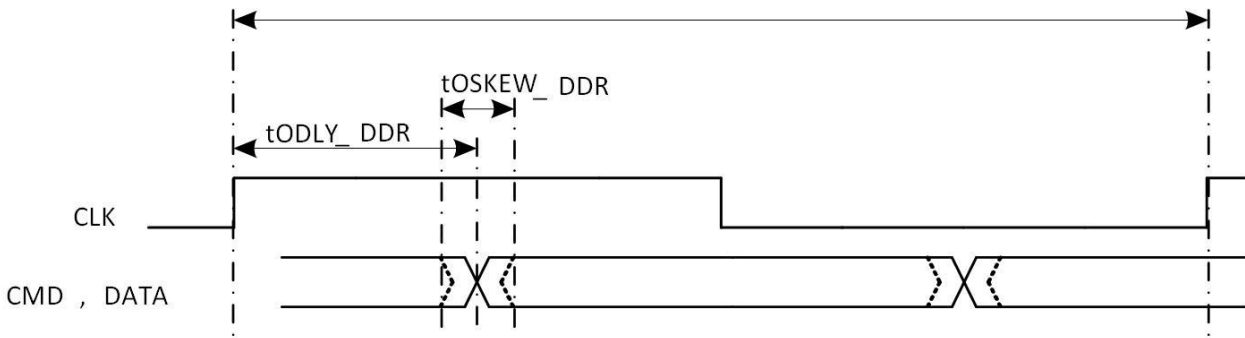 tOSKEW_ DDR
tODLY_ DDR
CLK
CMD , DATA